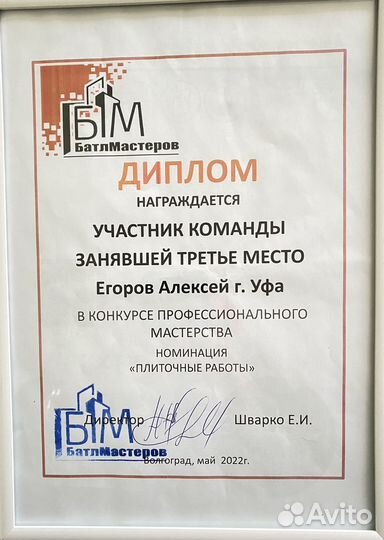 БМ
БатлМастеров
ДИПЛОМ
НАГРАЖДАЕТСЯ
УЧАСТНИК КОМАНДЫ
ЗАНЯВШЕЙ ТРЕТЬЕ МЕСТО
Егоров Алексей г. Уфа
В КОНКУРСЕ ПРОФЕССИОНАЛЬНОГО
МАСТЕРСТВА
НОМИНАЦИЯ
«ПЛИТОЧНЫЕ РАБОТЫ»
Директор Шварко Е.И.
БМ
БатлМастеров
Волгоград, май 2022г.
Avito